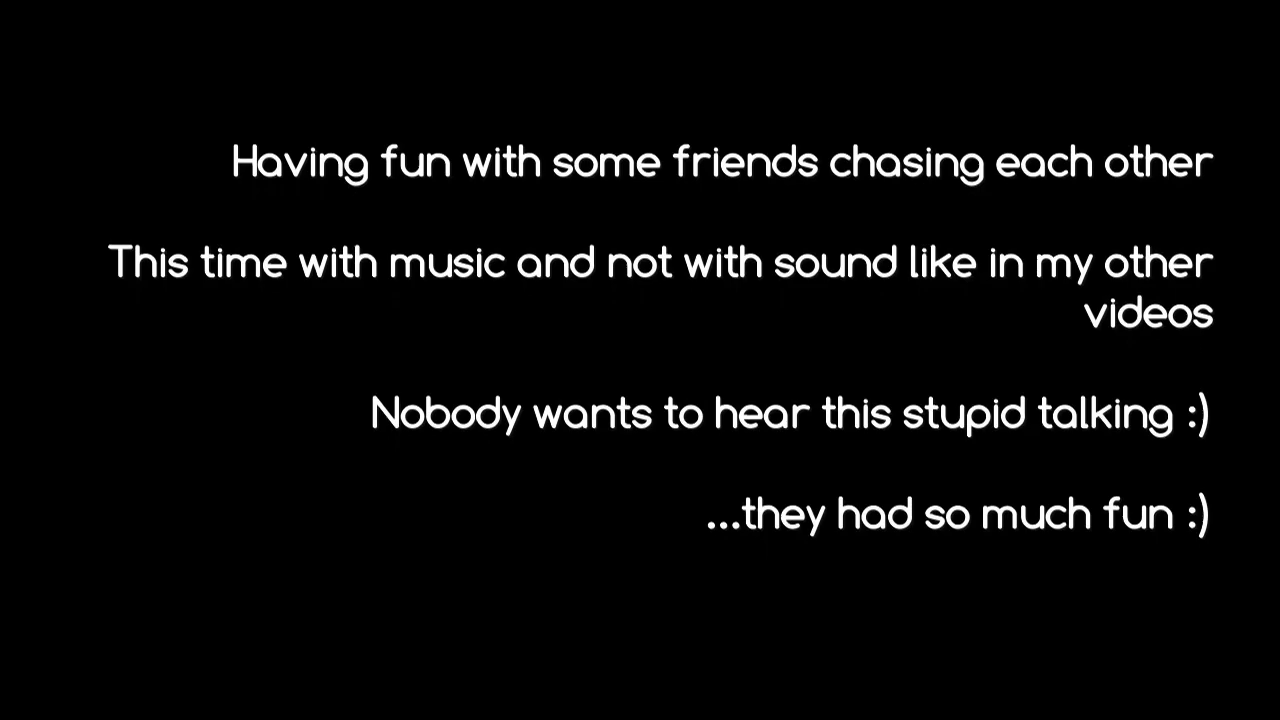 Having fun with some friends chasing each other
This time with music and not with sound like in my other
videos
Nobody wants to hear this stupid talking :)
...they had so much fun :)